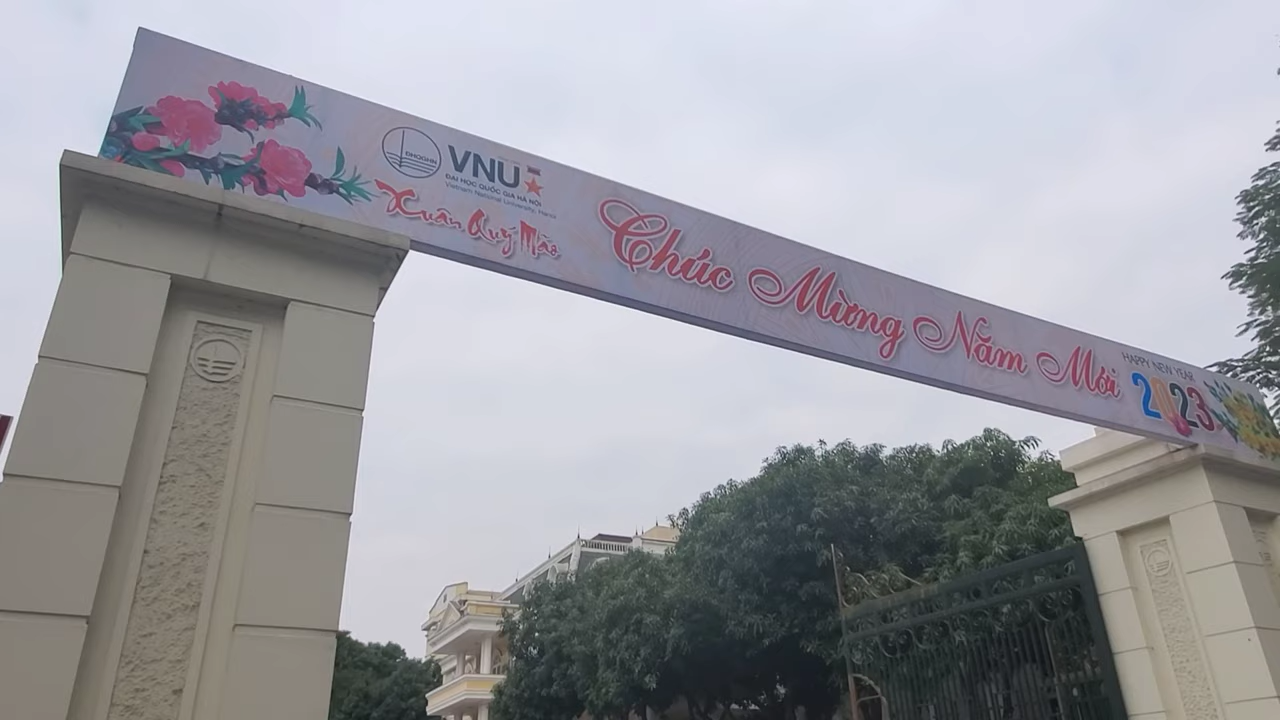 ĐHQGHN
VNU
ĐẠI HỌC QUỐC GIA HÀ NỘI
Vietnam National University, Hanoi
Xuân Quý Mão
Chúc Mừng Năm Mới
HAPPY NEW YEAR
2023